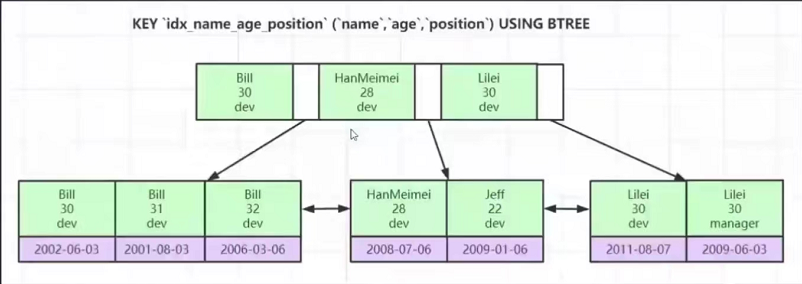 KEY `idx_name_age_position` (`name`,`age`,`position`) USING BTREE
Bill
30
dev
HanMeimei
28
dev
Lilei
30
dev
Bill
30
dev
2002-06-03
Bill
31
dev
2001-08-03
Bill
32
dev
2006-03-06
HanMeimei
28
dev
2008-07-06
Jeff
22
dev
2009-01-06
Lilei
30
dev
2011-08-07
Lilei
30
manager
2009-06-03